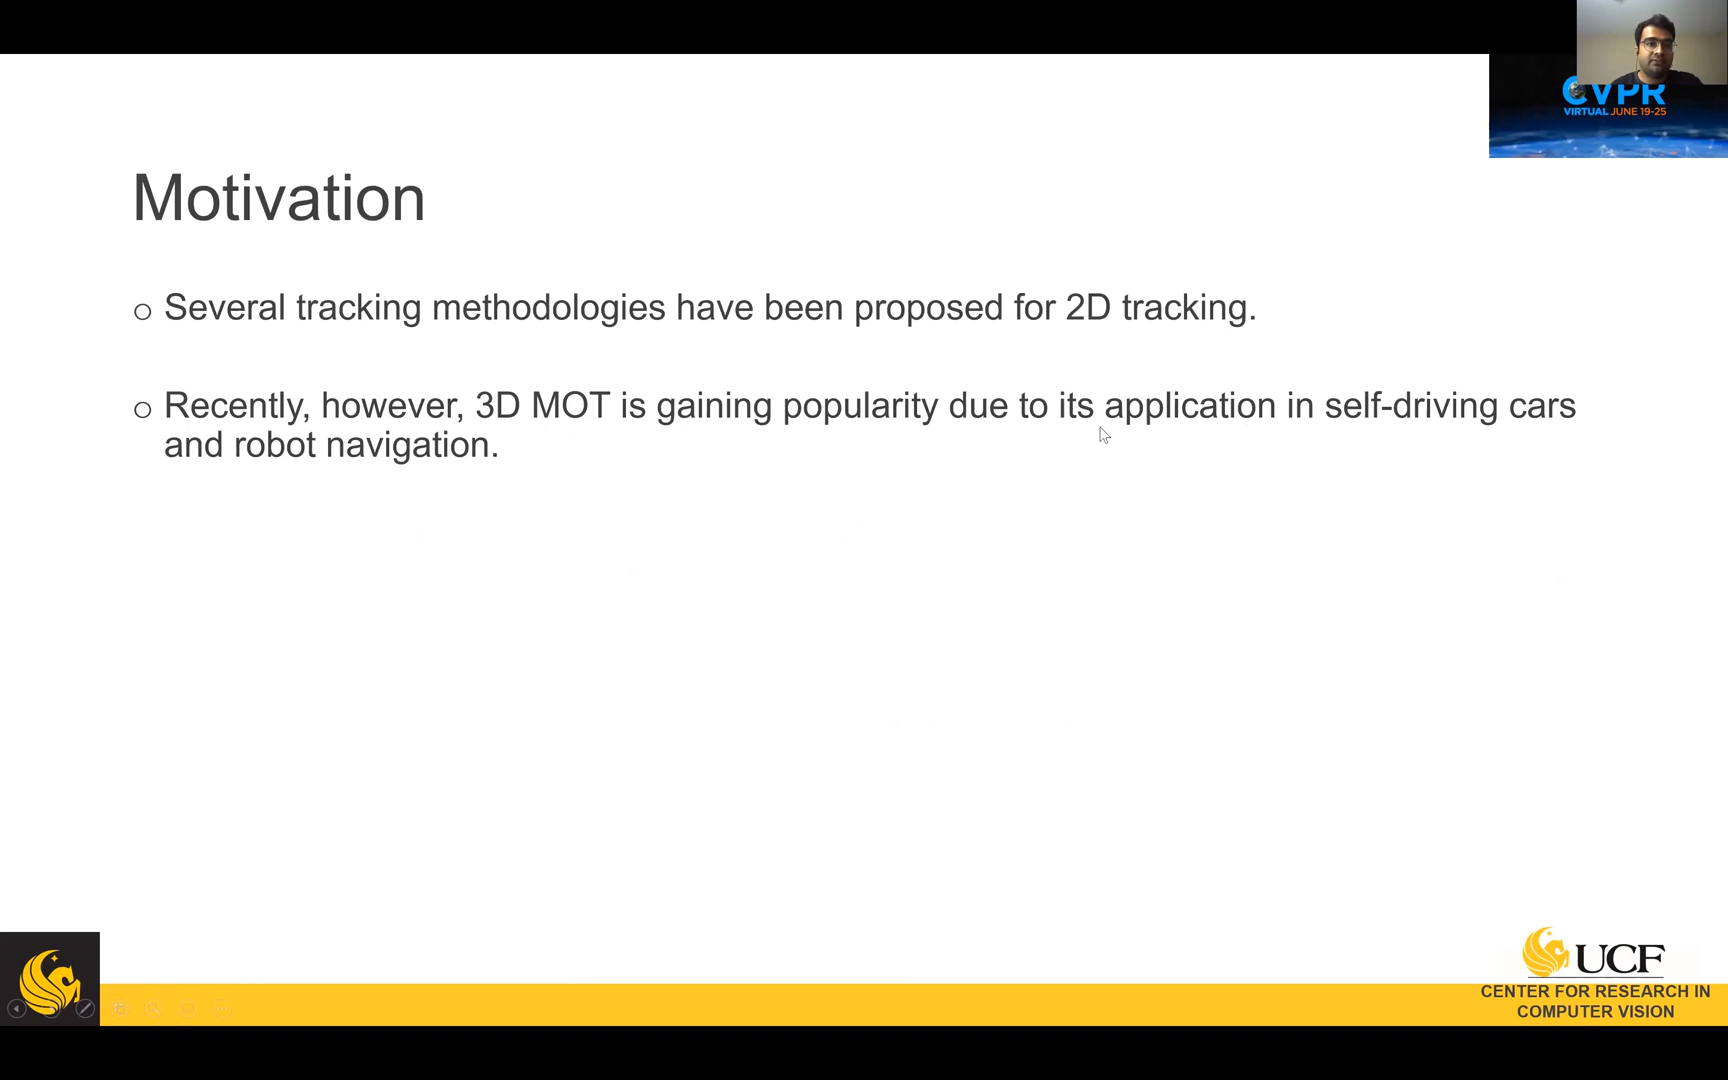 CVPR
VIRTUAL JUNE 19-25
Motivation
o Several tracking methodologies have been proposed for 2D tracking.
o Recently, however, 3D MOT is gaining popularity due to its application in self-driving cars
and robot navigation.
UCF
CENTER FOR RESEARCH IN
COMPUTER VISION